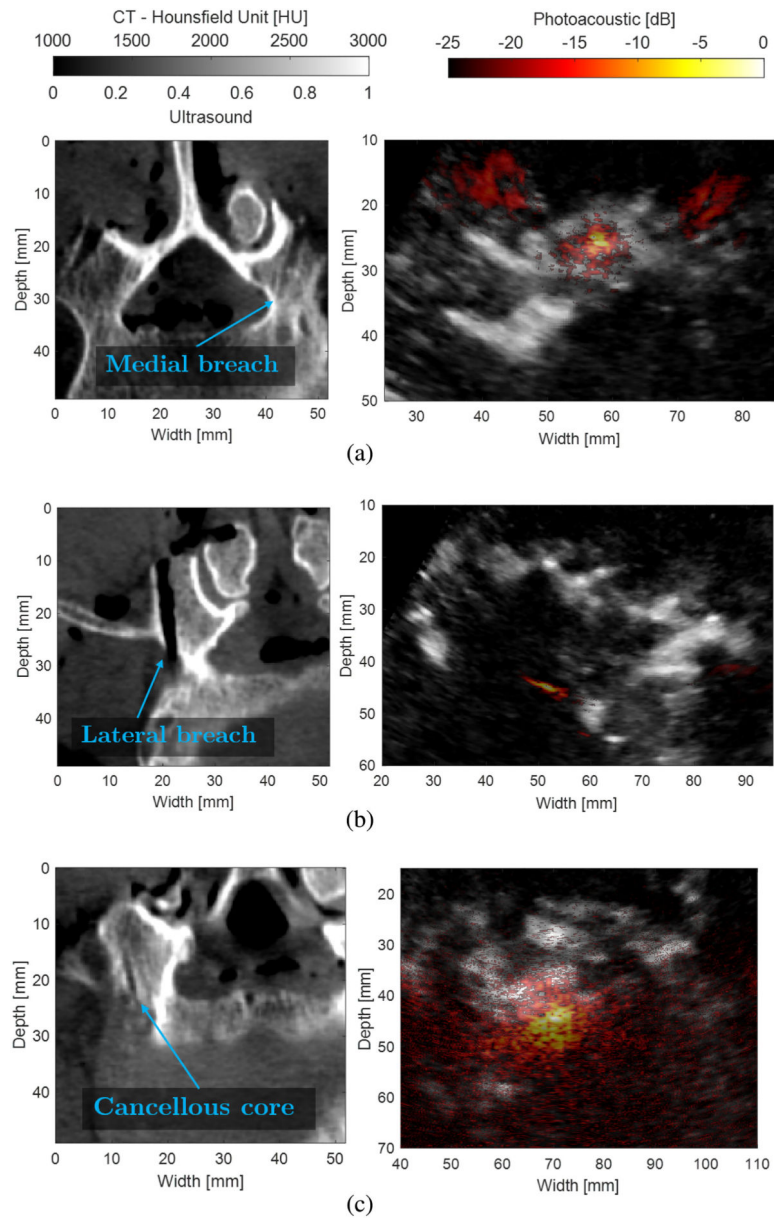 CT - Hounsfield Unit [HU]
1000 1500 2000 2500 3000
0 0.2 0.4 0.6 0.8 1
Ultrasound
Photoacoustic [dB]
-25 -20 -15 -10 -5 0
0
10
20
30
40
Depth [mm]
Medial breach
0 10 20 30 40 50
Width [mm]
10
20
30
40
50
Depth [mm]
30 40 50 60 70 80
Width [mm]
(a)
0
10
20
30
40
Depth [mm]
Lateral breach
0 10 20 30 40 50
Width [mm]
10
20
30
40
50
60
Depth [mm]
20 30 40 50 60 70 80 90
Width [mm]
(b)
0
10
20
30
40
Depth [mm]
Cancellous core
0 10 20 30 40 50
Width [mm]
20
30
40
50
60
70
Depth [mm]
40 50 60 70 80 90 100 110
Width [mm]
(c)